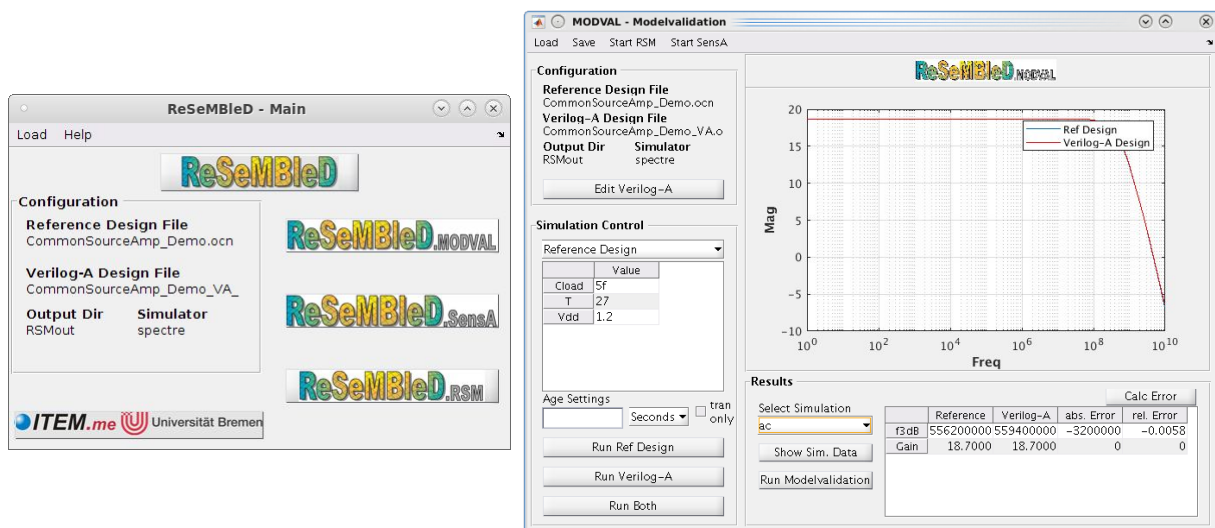 ReSeMBleD - Main
Load Help
ReSeMBleD
Configuration
Reference Design File
CommonSourceAmp_Demo.ocn
Verilog-A Design File
CommonSourceAmp_Demo_VA_
Output Dir Simulator
RSMout spectre
ReSeMBleD.MODVAL
ReSeMBleD.SensA
ReSeMBleD.RSM
ITEM.me Universität Bremen
MODVAL - Modelvalidation
Load Save Start RSM Start SensA
Configuration
Reference Design File
CommonSourceAmp_Demo.ocn
Verilog-A Design File
CommonSourceAmp_Demo_VA.o
Output Dir Simulator
RSMout spectre
Edit Verilog-A
Simulation Control
Reference Design
Value
Cload 5f
T 27
Vdd 1.2
Age Settings
Seconds tran only
Run Ref Design
Run Verilog-A
Run Both
ReSeMBleD.MODVAL
Ref Design
Verilog-A Design
Mag
20
15
10
5
0
-5
-10
10^0 10^2 10^4 10^6 10^8 10^10
Freq
Results
Calc Error
Select Simulation
ac
Show Sim. Data
Run Modelvalidation
Reference Verilog-A abs. Error rel. Error
f3dB 556200000 559400000 -3200000 -0.0058
Gain 18.7000 18.7000 0 0